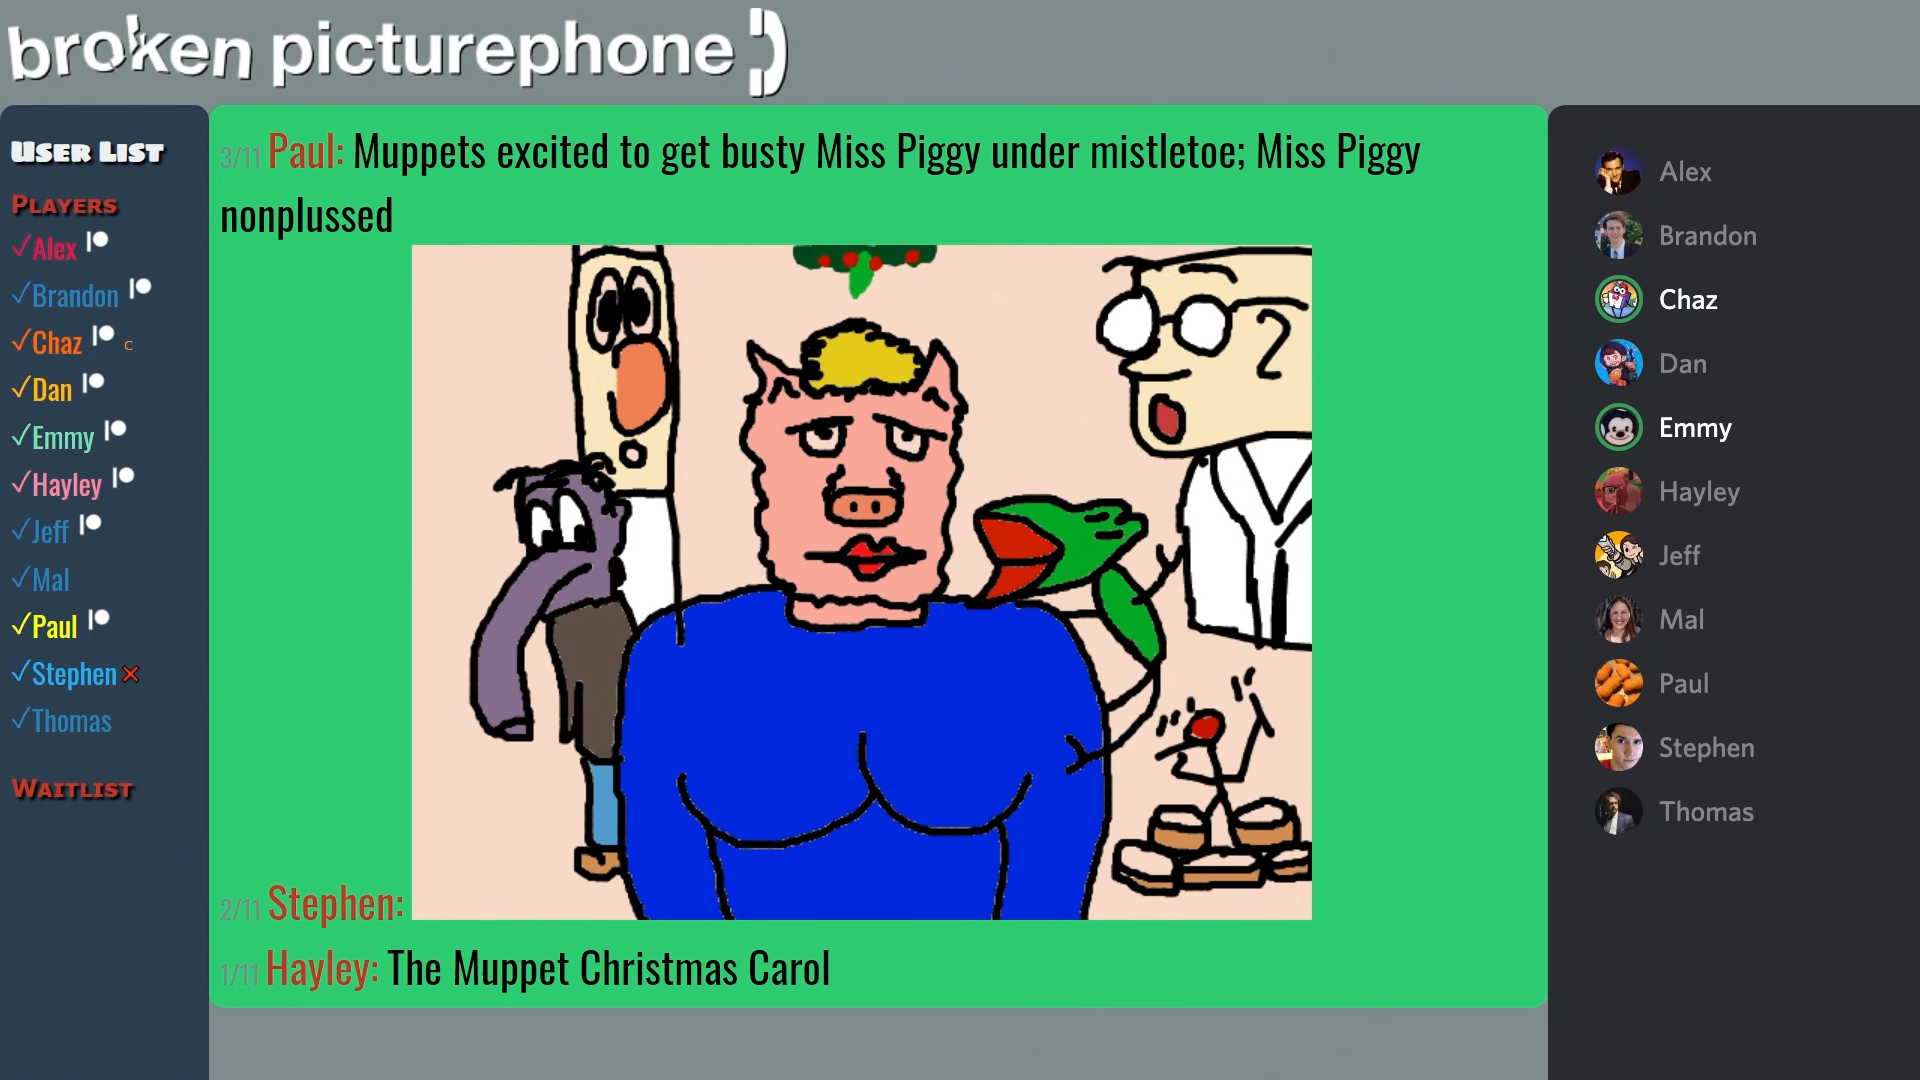 broken picturephone
USER LIST
PLAYERS
✓Alex
✓Brandon
✓Chaz c
✓Dan
✓Emmy
✓Hayley
✓Jeff
✓Mal
✓Paul
✓Stephen ✕
✓Thomas
WAITLIST
3/11 Paul: Muppets excited to get busty Miss Piggy under mistletoe; Miss Piggy
nonplussed
2/11 Stephen:
1/11 Hayley: The Muppet Christmas Carol
Alex
Brandon
Chaz
Dan
Emmy
Hayley
Jeff
Mal
Paul
Stephen
Thomas